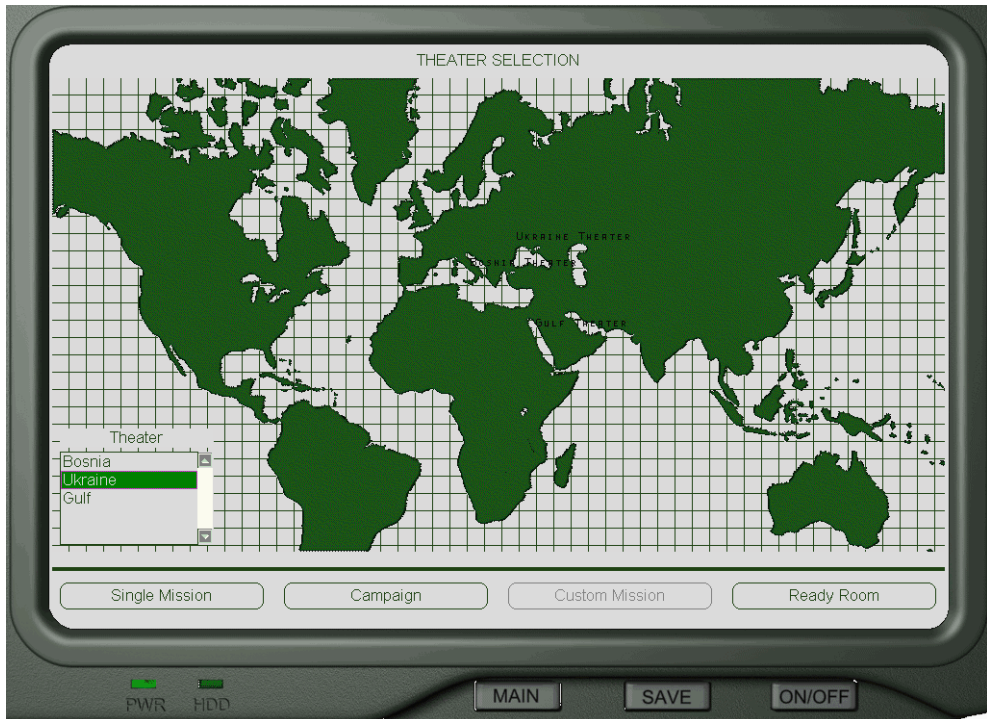 THEATER SELECTION
Ukraine Theater
Bosnia Theater
Gulf Theater
Theater
Bosnia
Ukraine
Gulf
Single Mission
Campaign
Custom Mission
Ready Room
PWR
HDD
MAIN
SAVE
ON/OFF